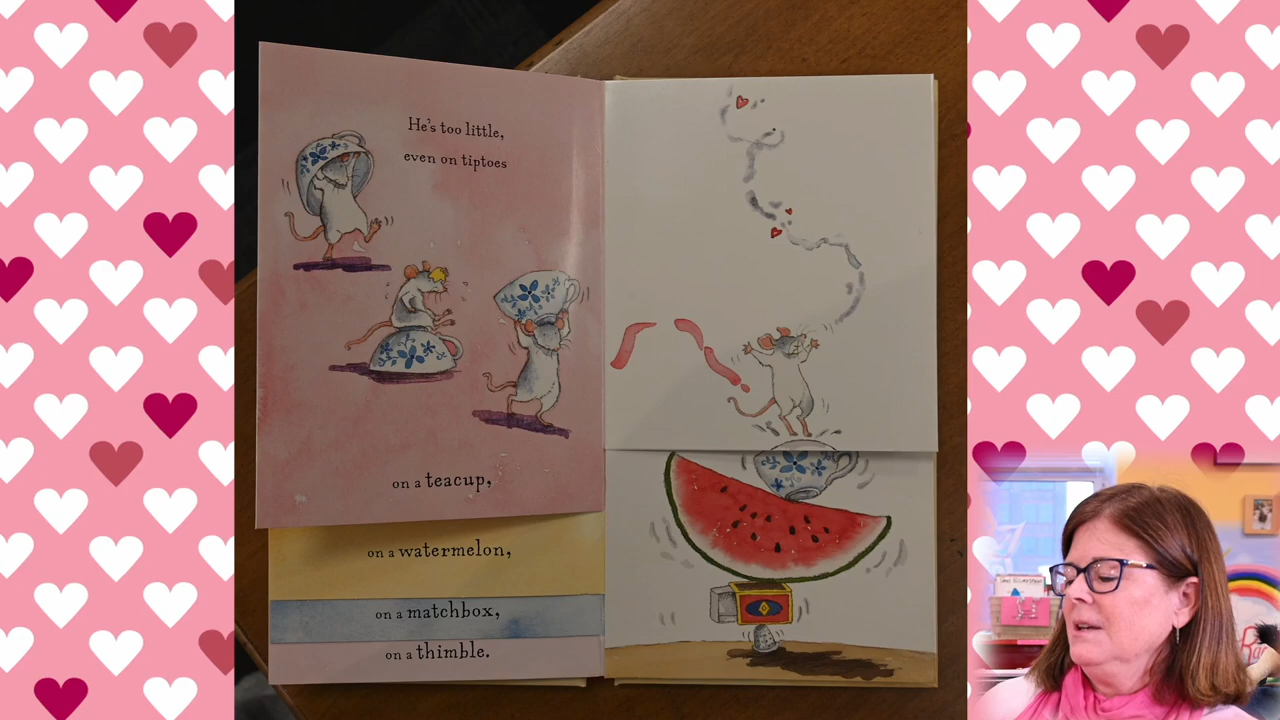 He's too little,
even on tiptoes
on a teacup,
on a watermelon,
on a matchbox,
on a thimble.